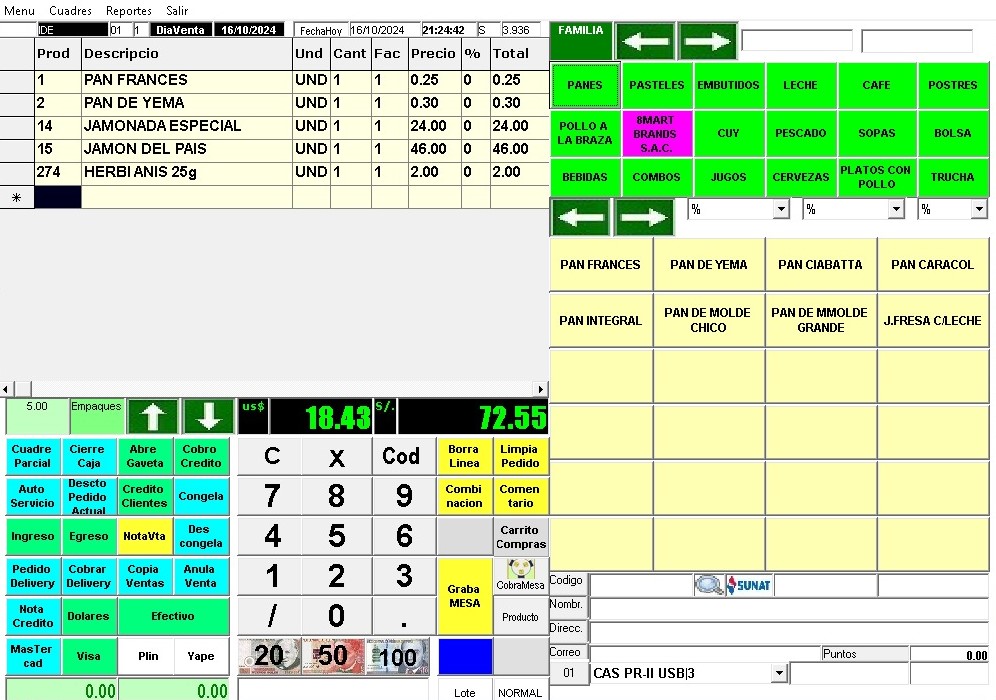 Menu Cuadres Reportes Salir
IDE 01 1 DiaVenta 16/10/2024 FechaHoy 16/10/2024 21:24:42 S 3.936
Prod Descripcio Und Cant Fac Precio % Total
1 PAN FRANCES UND 1 1 0.25 0 0.25
2 PAN DE YEMA UND 1 1 0.30 0 0.30
14 JAMONADA ESPECIAL UND 1 1 24.00 0 24.00
15 JAMON DEL PAIS UND 1 1 46.00 0 46.00
274 HERBI ANIS 25g UND 1 1 2.00 0 2.00
*
FAMILIA
PANES PASTELES EMBUTIDOS LECHE CAFE POSTRES
POLLO A
LA BRAZA
8MART
BRANDS
S.A.C.
CUY PESCADO SOPAS BOLSA
BEBIDAS COMBOS JUGOS CERVEZAS
PLATOS CON
POLLO
TRUCHA
% % %
PAN FRANCES PAN DE YEMA PAN CIABATTA PAN CARACOL
PAN INTEGRAL
PAN DE MOLDE
CHICO
PAN DE MMOLDE
GRANDE
J.FRESA C/LECHE
5.00 Empaques us$ 18.43 S/. 72.55
Cuadre
Parcial
Cierre
Caja
Abre
Gaveta
Cobro
Credito
Auto
Servicio
Descto
Pedido
Actual
Credito
Clientes
Congela
Ingreso Egreso NotaVta
Des
congela
Pedido
Delivery
Cobrar
Delivery
Copia
Ventas
Anula
Venta
Nota
Credito
Dolares Efectivo
MasTer
cad
Visa Plin Yape
0.00 0.00
C X Cod
7 8 9
4 5 6
1 2 3
/ 0 .
20 50 100
Borra
Linea
Limpia
Pedido
Combi
nacion
Comen
tario
Carrito
Compras
Graba
MESA
CobraMesa
Producto
Lote NORMAL
Codigo SUNAT
Nombr.
Direcc.
Correo Puntos 0.00
01 CAS PR-II USB|3